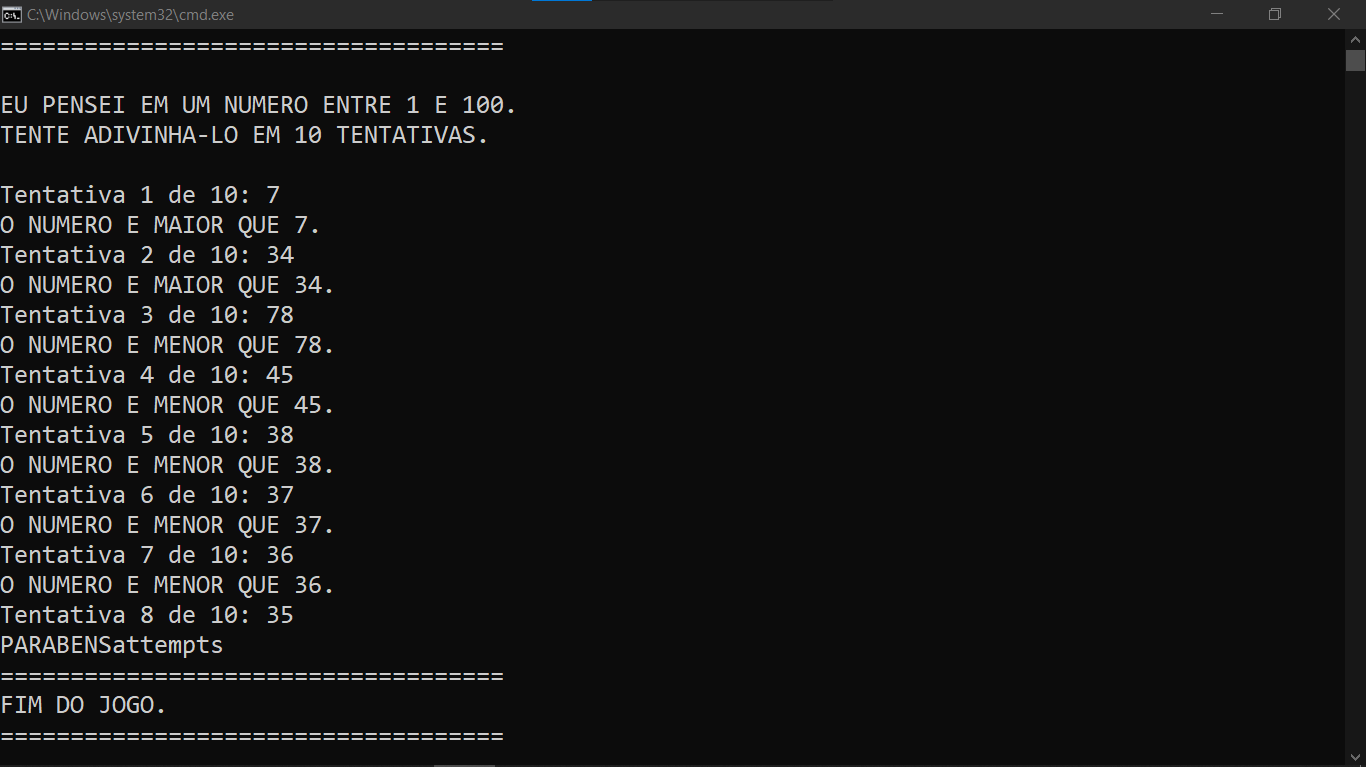 C:\Windows\system32\cmd.exe
====================================
EU PENSEI EM UM NUMERO ENTRE 1 E 100.
TENTE ADIVINHA-LO EM 10 TENTATIVAS.
Tentativa 1 de 10: 7
O NUMERO E MAIOR QUE 7.
Tentativa 2 de 10: 34
O NUMERO E MAIOR QUE 34.
Tentativa 3 de 10: 78
O NUMERO E MENOR QUE 78.
Tentativa 4 de 10: 45
O NUMERO E MENOR QUE 45.
Tentativa 5 de 10: 38
O NUMERO E MENOR QUE 38.
Tentativa 6 de 10: 37
O NUMERO E MENOR QUE 37.
Tentativa 7 de 10: 36
O NUMERO E MENOR QUE 36.
Tentativa 8 de 10: 35
PARABENSattempts
====================================
FIM DO JOGO.
====================================